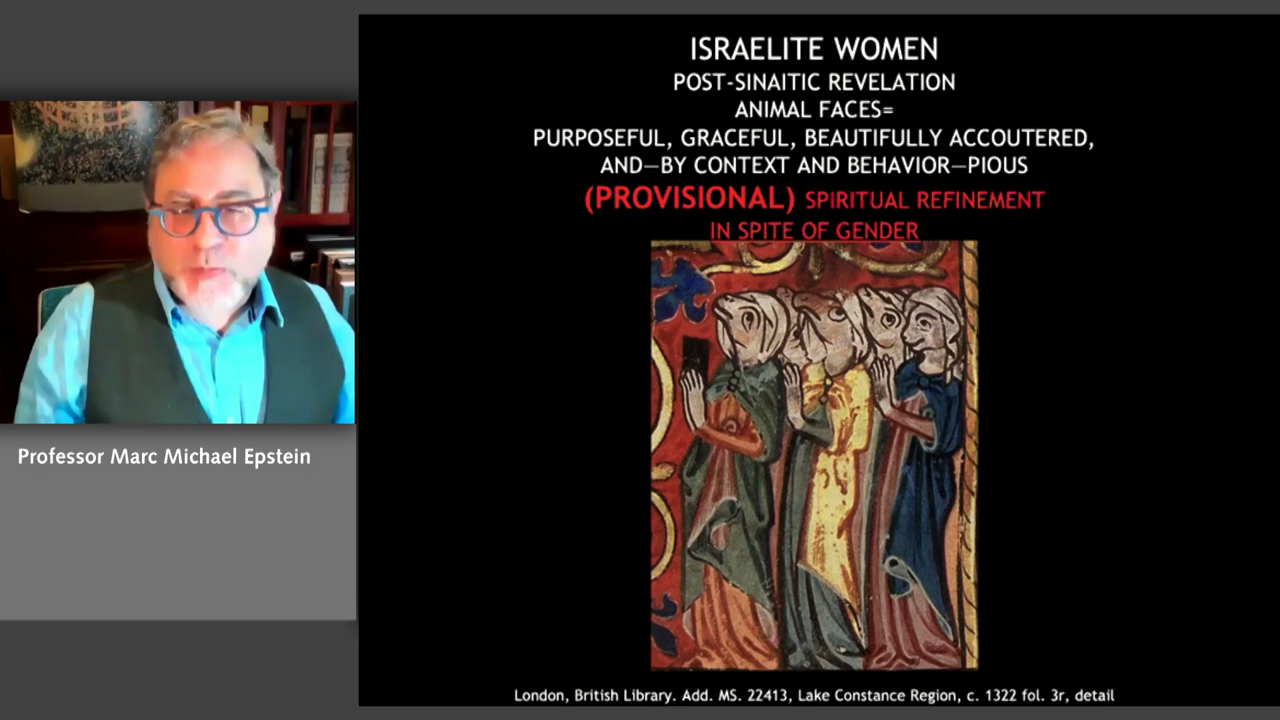 ISRAELITE WOMEN
POST-SINAITIC REVELATION
ANIMAL FACES=
PURPOSEFUL, GRACEFUL, BEAUTIFULLY ACCOUTERED,
AND—BY CONTEXT AND BEHAVIOR—PIOUS
(PROVISIONAL) SPIRITUAL REFINEMENT
IN SPITE OF GENDER
Professor Marc Michael Epstein
London, British Library. Add. MS. 22413, Lake Constance Region, c. 1322 fol. 3r, detail